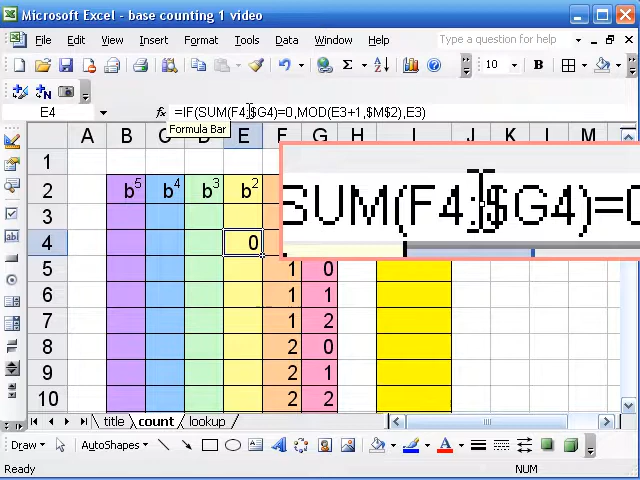 Microsoft Excel - base counting 1 video
File Edit View Insert Format Tools Data Window Help Type a question for help
10 B
E4 fx =IF(SUM(F4:$G4)=0,MOD(E3+1,$M$2),E3)
Formula Bar
A B C D E F G H I J K L M
1
2 b5 b4 b3 b2
SUM(F4:$G4)=0
3
4 0
5 1 0
6 1 1
7 1 2
8 2 0
9 2 1
10 2 2
title count lookup
Draw AutoShapes
Ready NUM